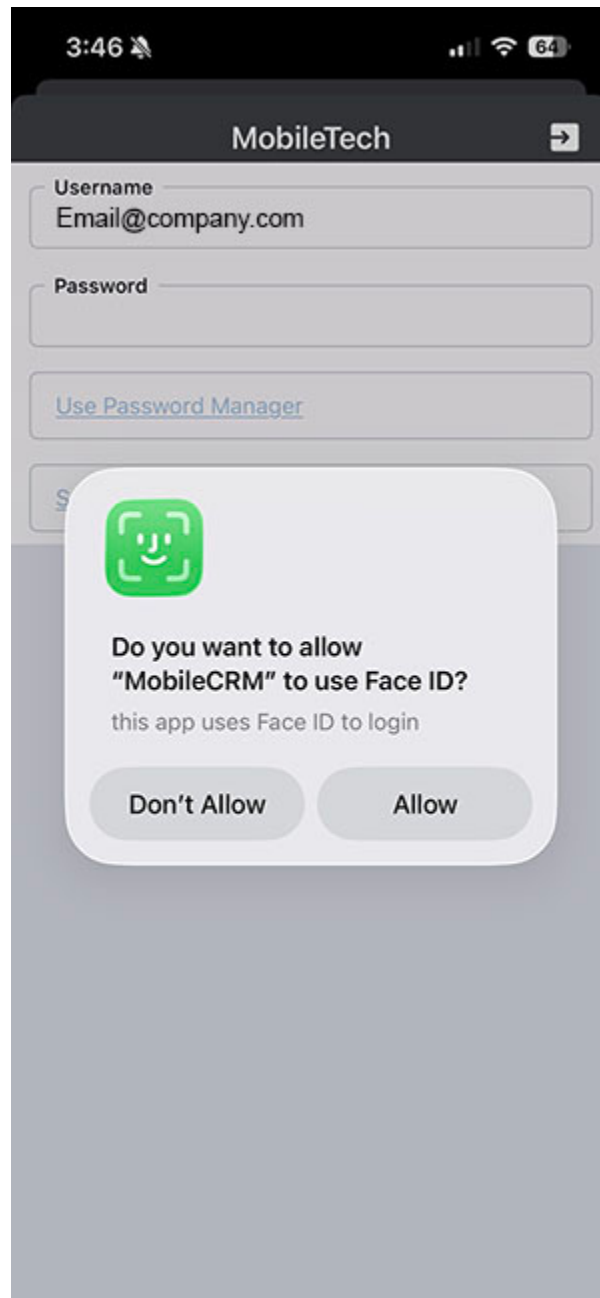 3:46
64
MobileTech
Username
Email@company.com
Password
Use Password Manager
S
Do you want to allow
“MobileCRM” to use Face ID?
this app uses Face ID to login
Don’t Allow
Allow